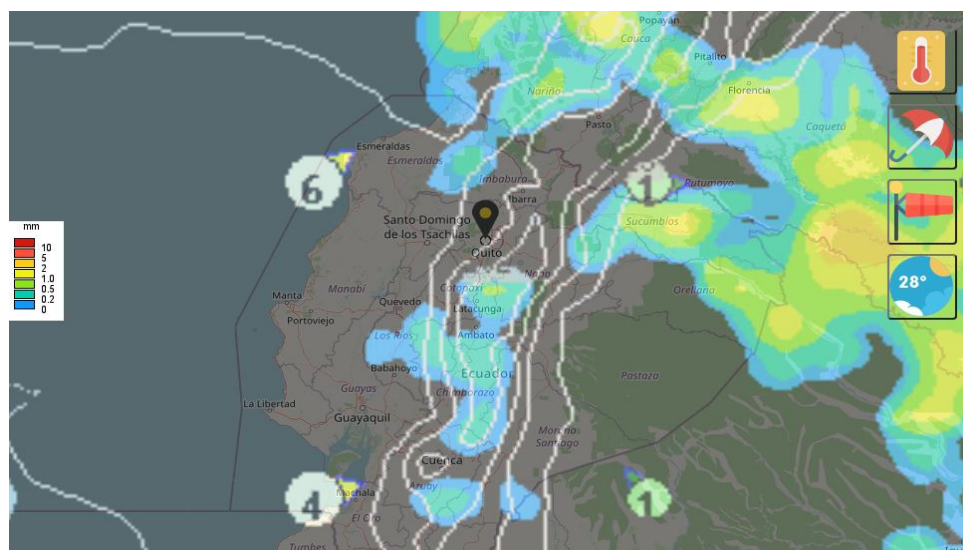 Popayán
Cauca
Pitalito
Florencia
Nariño
Caquetá
Pasto
Esmeraldas
Esmeraldas
Imbabura
6
1
Putumayo
Ibarra
Santo Domingo
de los Tsachilas
Sucumbíos
Quito
mm
10
5
2
1.0
0.5
0.2
0
Napo
28°
Cotopaxi
Orellana
Manabí
Manta
Quevedo
Latacunga
Portoviejo
Los Ríos
Ambato
Babahoyo
Ecuador
Pastaza
Guayas
Chimborazo
La Libertad
Guayaquil
Morona
Santiago
Cuenca
4
Machala
Azuay
1
El Oro
Tumbes